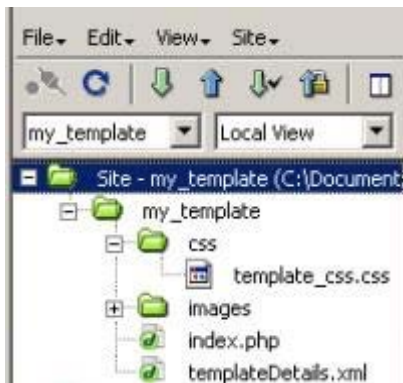 File Edit View Site
my_template Local View
Site - my_template (C:\Document
my_template
css
template_css.css
images
index.php
templateDetails.xml